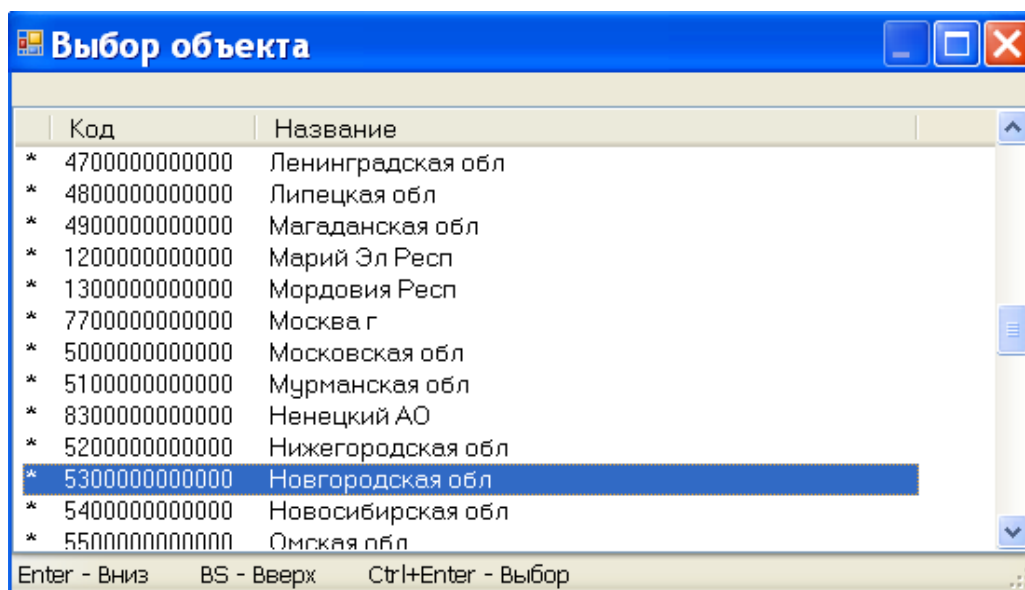 Выбор объекта
Код Название
* 4700000000000 Ленинградская обл
* 4800000000000 Липецкая обл
* 4900000000000 Магаданская обл
* 1200000000000 Марий Эл Респ
* 1300000000000 Мордовия Респ
* 7700000000000 Москва г
* 5000000000000 Московская обл
* 5100000000000 Мурманская обл
* 8300000000000 Ненецкий АО
* 5200000000000 Нижегородская обл
* 5300000000000 Новгородская обл
* 5400000000000 Новосибирская обл
* 5500000000000 Омская обл
Enter - Вниз BS - Вверх Ctrl+Enter - Выбор